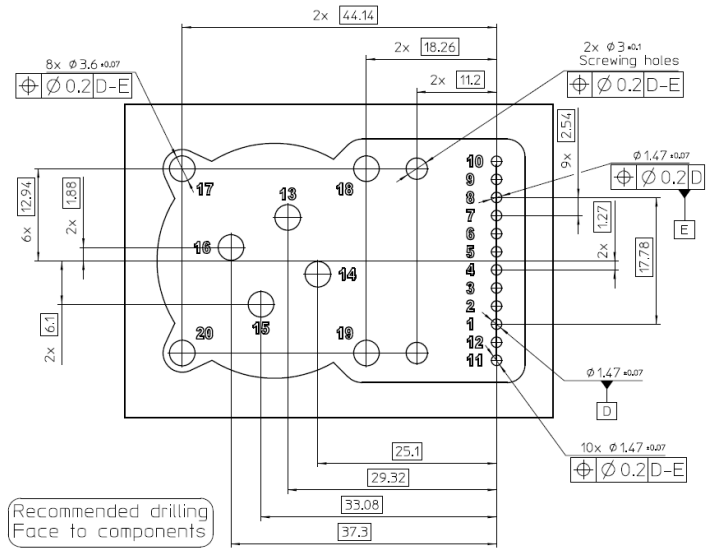 2x 44.14
2x 18.26
2x 11.2
8x Ø3.6 ±0.07
⌖ Ø0.2 D-E
2x Ø3 ±0.1
Screwing holes
⌖ Ø0.2 D-E
9x 2.54
Ø1.47 ±0.07
⌖ Ø0.2 D
E
2x 1.27
17.78
6x 12.94
2x 1.88
2x 6.1
10
9
8
7
6
5
4
3
2
1
12
11
17
18
13
16
14
15
20
19
Ø1.47 ±0.07
D
10x Ø1.47 ±0.07
⌖ Ø0.2 D-E
25.1
29.32
33.08
37.3
Recommended drilling
Face to components